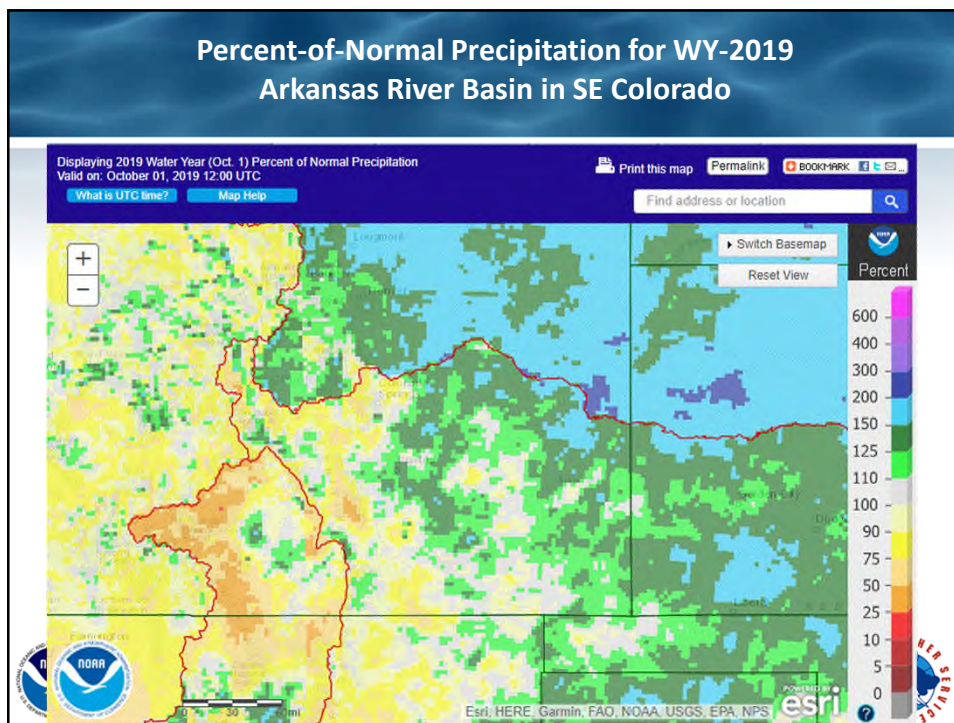 Percent-of-Normal Precipitation for WY-2019
Arkansas River Basin in SE Colorado
Displaying 2019 Water Year (Oct. 1) Percent of Normal Precipitation
Valid on: October 01, 2019 12:00 UTC
What is UTC time?
Map Help
Print this map
Permalink
BOOKMARK
Find address or location
+
−
Switch Basemap
Reset View
NOAA
Percent
600
400
300
200
150
125
110
100
90
75
50
25
10
5
0
Longmont
Farmington
NOAA
30
POWERED BY
esri
Esri, HERE, Garmin, FAO, NOAA, USGS, EPA, NPS
?